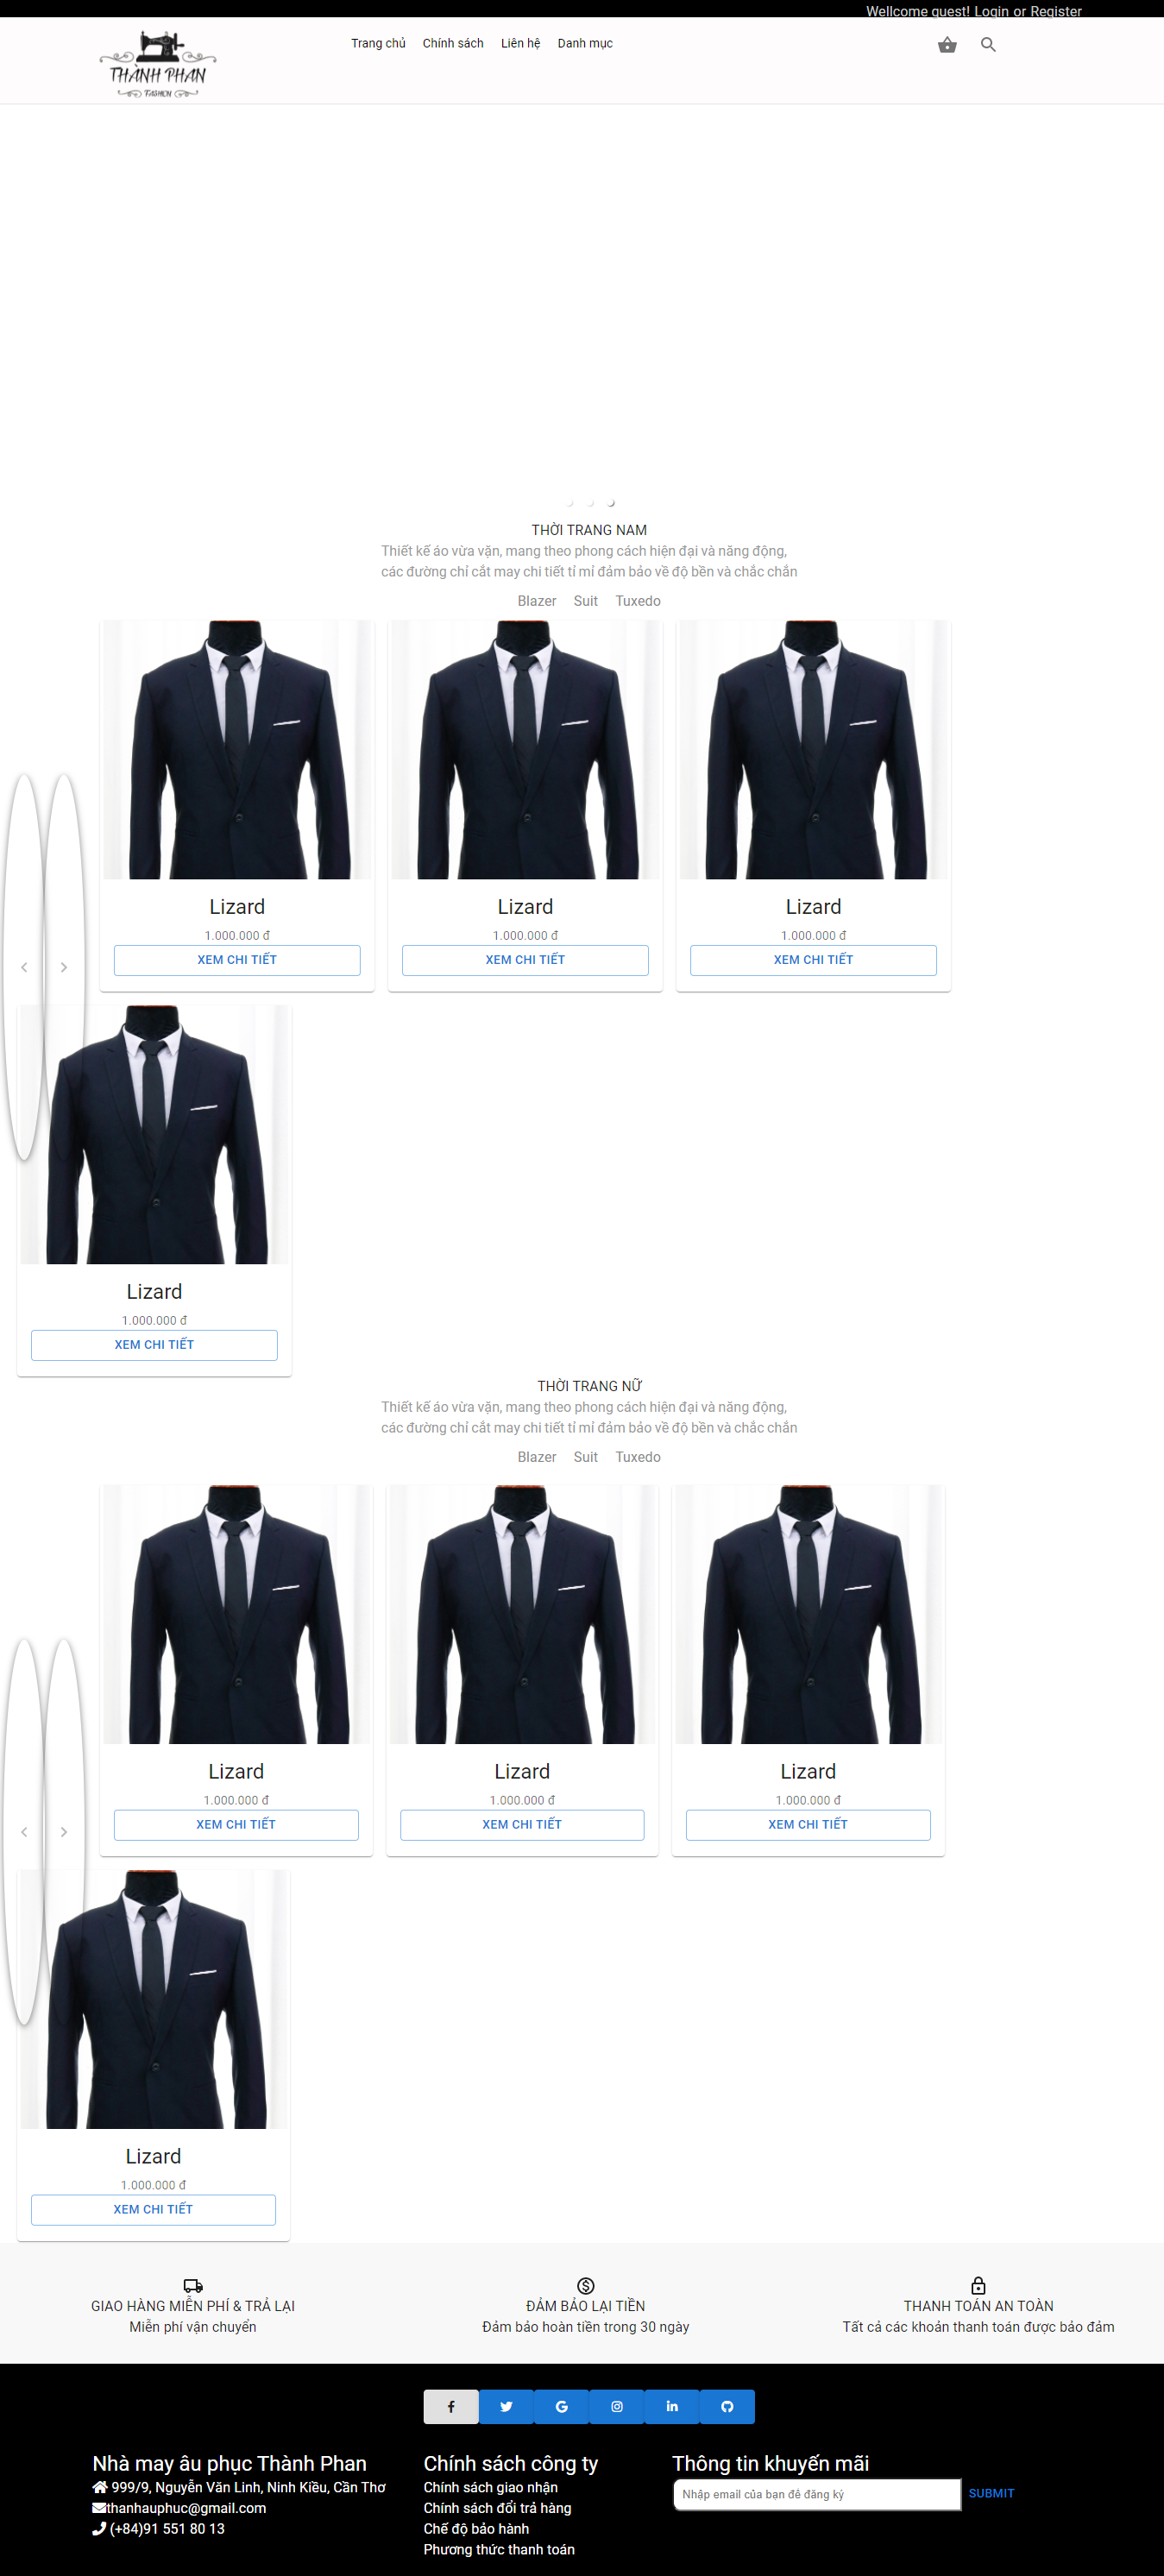 Wellcome guest! Login or Register
THÀNH PHAN
FASHION
Trang chủ Chính sách Liên hệ Danh mục
THỜI TRANG NAM
Thiết kế áo vừa vặn, mang theo phong cách hiện đại và năng động,
các đường chỉ cắt may chi tiết tỉ mỉ đảm bảo về độ bền và chắc chắn
Blazer Suit Tuxedo
Lizard Lizard Lizard
1.000.000 đ 1.000.000 đ 1.000.000 đ
XEM CHI TIẾT XEM CHI TIẾT XEM CHI TIẾT
Lizard
1.000.000 đ
XEM CHI TIẾT
THỜI TRANG NỮ
Thiết kế áo vừa vặn, mang theo phong cách hiện đại và năng động,
các đường chỉ cắt may chi tiết tỉ mỉ đảm bảo về độ bền và chắc chắn
Blazer Suit Tuxedo
Lizard Lizard Lizard
1.000.000 đ 1.000.000 đ 1.000.000 đ
XEM CHI TIẾT XEM CHI TIẾT XEM CHI TIẾT
Lizard
1.000.000 đ
XEM CHI TIẾT
GIAO HÀNG MIỄN PHÍ & TRẢ LẠI
Miễn phí vận chuyển
ĐẢM BẢO LẠI TIỀN
Đảm bảo hoàn tiền trong 30 ngày
THANH TOÁN AN TOÀN
Tất cả các khoản thanh toán được bảo đảm
Nhà may âu phục Thành Phan
999/9, Nguyễn Văn Linh, Ninh Kiều, Cần Thơ
thanhauphuc@gmail.com
(+84)91 551 80 13
Chính sách công ty
Chính sách giao nhận
Chính sách đổi trả hàng
Chế độ bảo hành
Phương thức thanh toán
Thông tin khuyến mãi
Nhập email của bạn để đăng ký SUBMIT